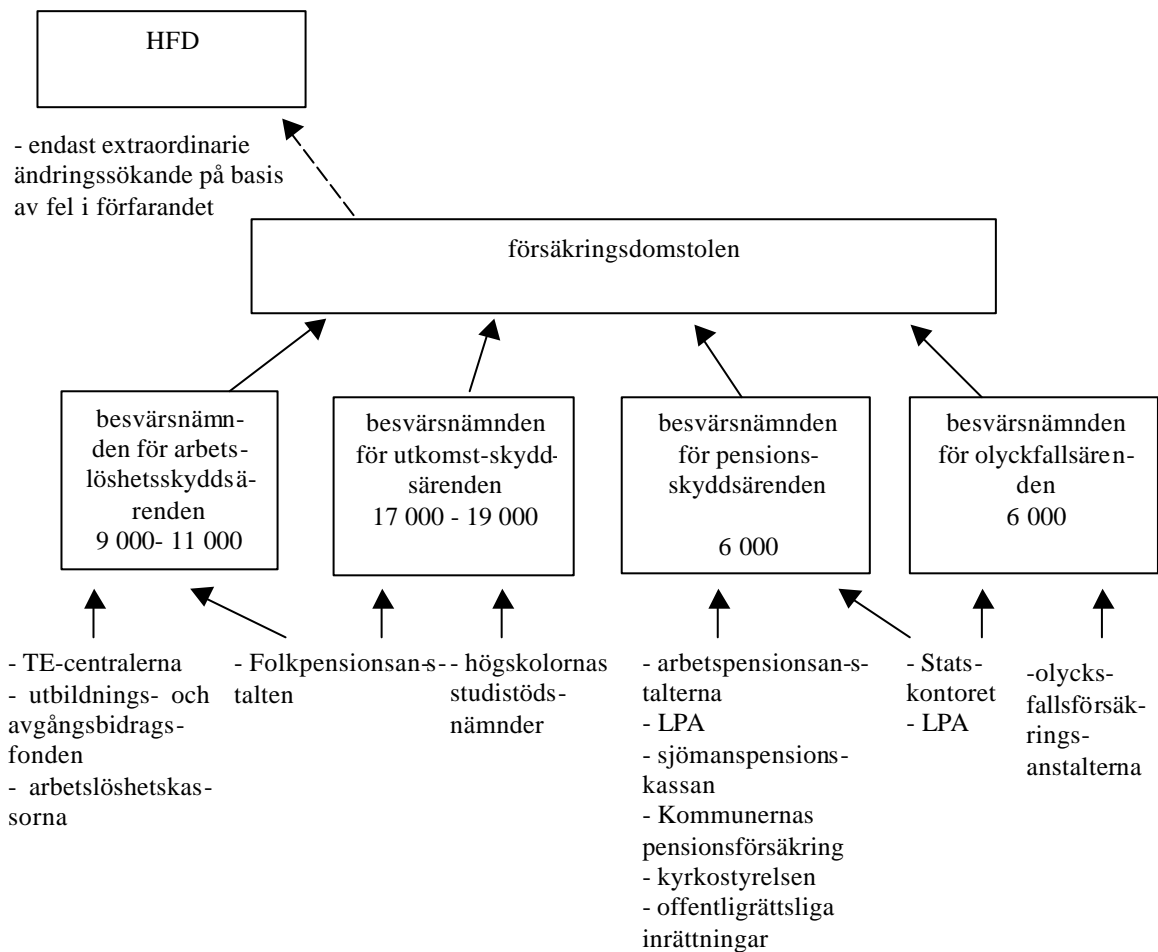 HFD
- endast extraordinarie
ändringssökande på basis
av fel i förfarandet
försäkringsdomstolen
besvärsnämn-
den för arbets-
löshetsskyddsä-
renden
9 000- 11 000
besvärsnämnden
för utkomst-skydd-
särenden
17 000 - 19 000
besvärsnämnden
för pensions-
skyddsärenden
6 000
besvärsnämnden
för olyckfallsären-
den
6 000
- TE-centralerna
- utbildnings- och
avgångsbidrags-
fonden
- arbetslöshetskas-
sorna
- Folkpensionsan-s-
talten
- högskolornas
studistöds-
nämnder
- arbetspensionsan-s-
talterna
- LPA
- sjömanspensions-
kassan
- Kommunernas
pensionsförsäkring
- kyrkostyrelsen
- offentligrättsliga
inrättningar
- Stats-
kontoret
- LPA
-olycks-
fallsförsäk-
rings-
anstalterna